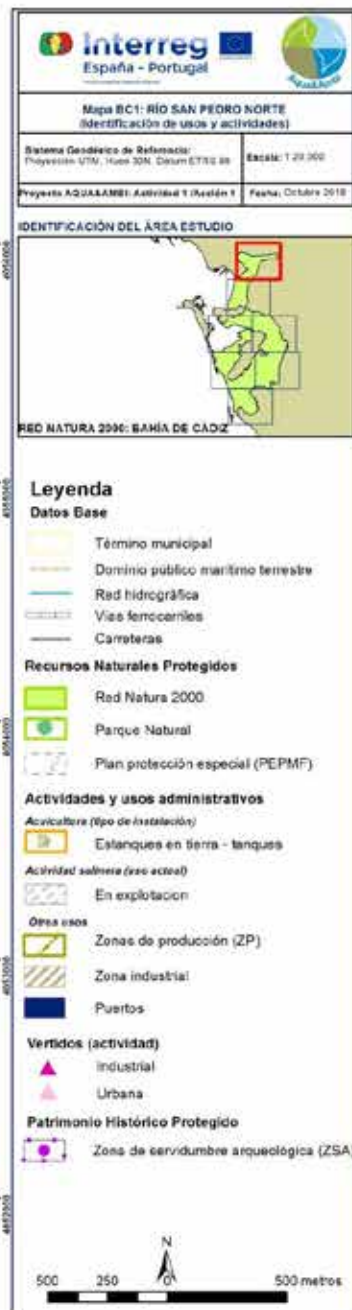 Interreg
España - Portugal
Mapa BC1: RÍO SAN PEDRO NORTE
(Identificación de usos y actividades)
Sistema Geodésico de Referencia:
Proyección UTM, Huso 30N, Datum ETRS 89
Escala: 1:20.000
Proyecto AQUA&AMBI: Actividad 1 /Acción 1
Fecha: Octubre 2018
IDENTIFICACIÓN DEL ÁREA ESTUDIO
RED NATURA 2000: BAHÍA DE CÁDIZ
Leyenda
Datos Base
Término municipal
Dominio público marítimo terrestre
Red hidrográfica
Vías ferrocarriles
Carreteras
Recursos Naturales Protegidos
Red Natura 2000
Parque Natural
Plan protección especial (PEPMF)
Actividades y usos administrativos
Acuicultura (tipo de instalación)
Estanques en tierra - tanques
Actividad salinera (uso actual)
En explotacion
Otros usos
Zonas de producción (ZP)
Zona industrial
Puertos
Vertidos (actividad)
Industrial
Urbana
Patrimonio Histórico Protegido
Zona de servidumbre arqueológica (ZSA)
N
500 250 0 500 metros